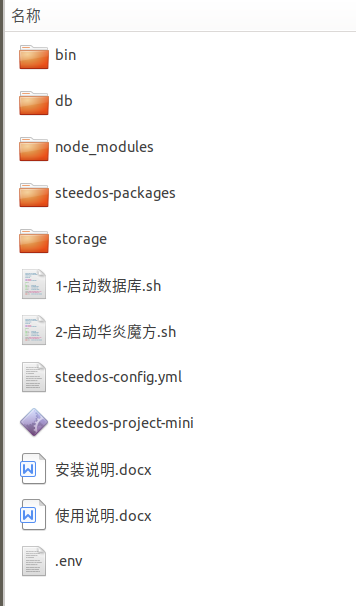 名称
bin
db
node_modules
steedos-packages
storage
1-启动数据库.sh
2-启动华炎魔方.sh
steedos-config.yml
steedos-project-mini
安装说明.docx
使用说明.docx
.env